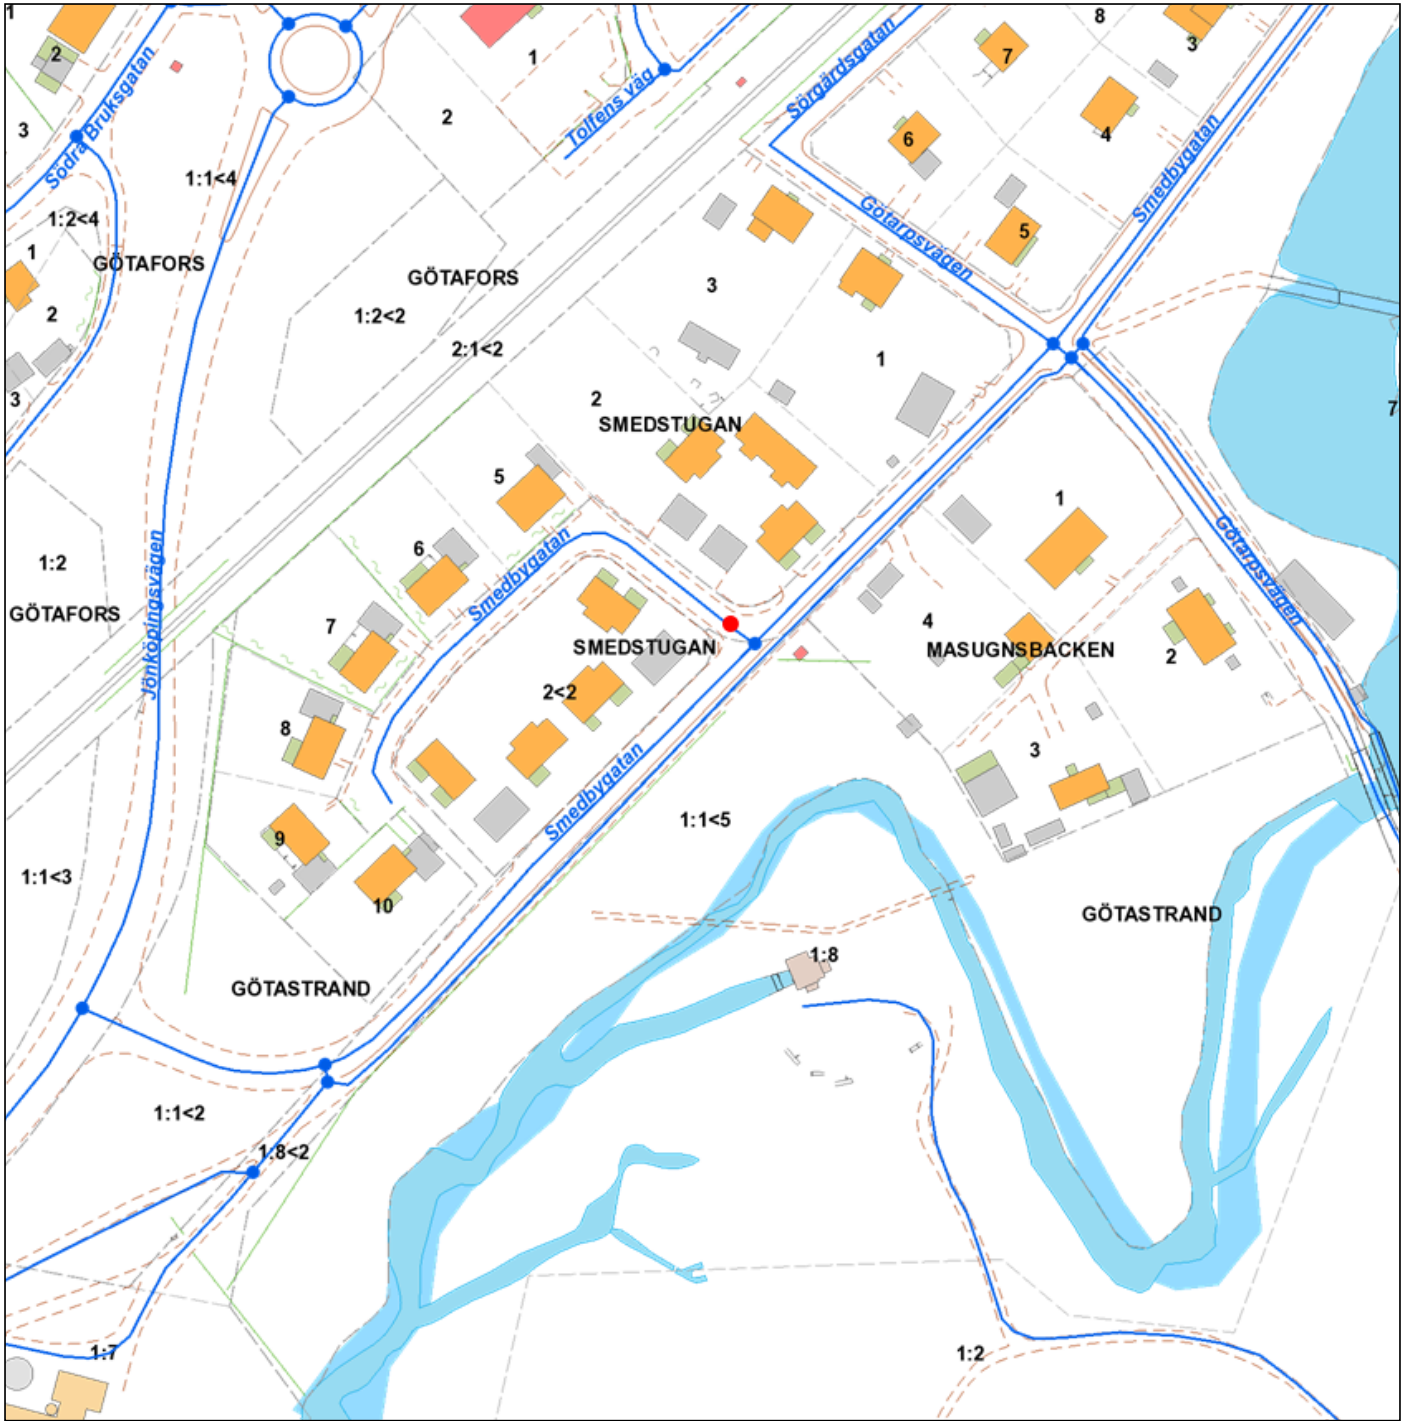 1
8
2
7
3
1
Sörgårdsgatan
Södra Bruksgatan
Tolfens väg
2
3
4
6
1:1<4
Smedbygatan
1:2<4
Götarpsvägen
5
1
GÖTAFORS
GÖTAFORS
3
2
1:2<2
2:1<2
1
3
2
7
SMEDSTUGAN
5
1
6
Götarpsvägen
1:2
Smedbygatan
Jönköpingsvägen
GÖTAFORS
7
4
SMEDSTUGAN
MASUGNSBACKEN
2
2<2
8
3
Smedbygatan
1:1<5
9
1:1<3
10
GÖTASTRAND
1:8
GÖTASTRAND
1:1<2
1:8<2
1:7
1:2